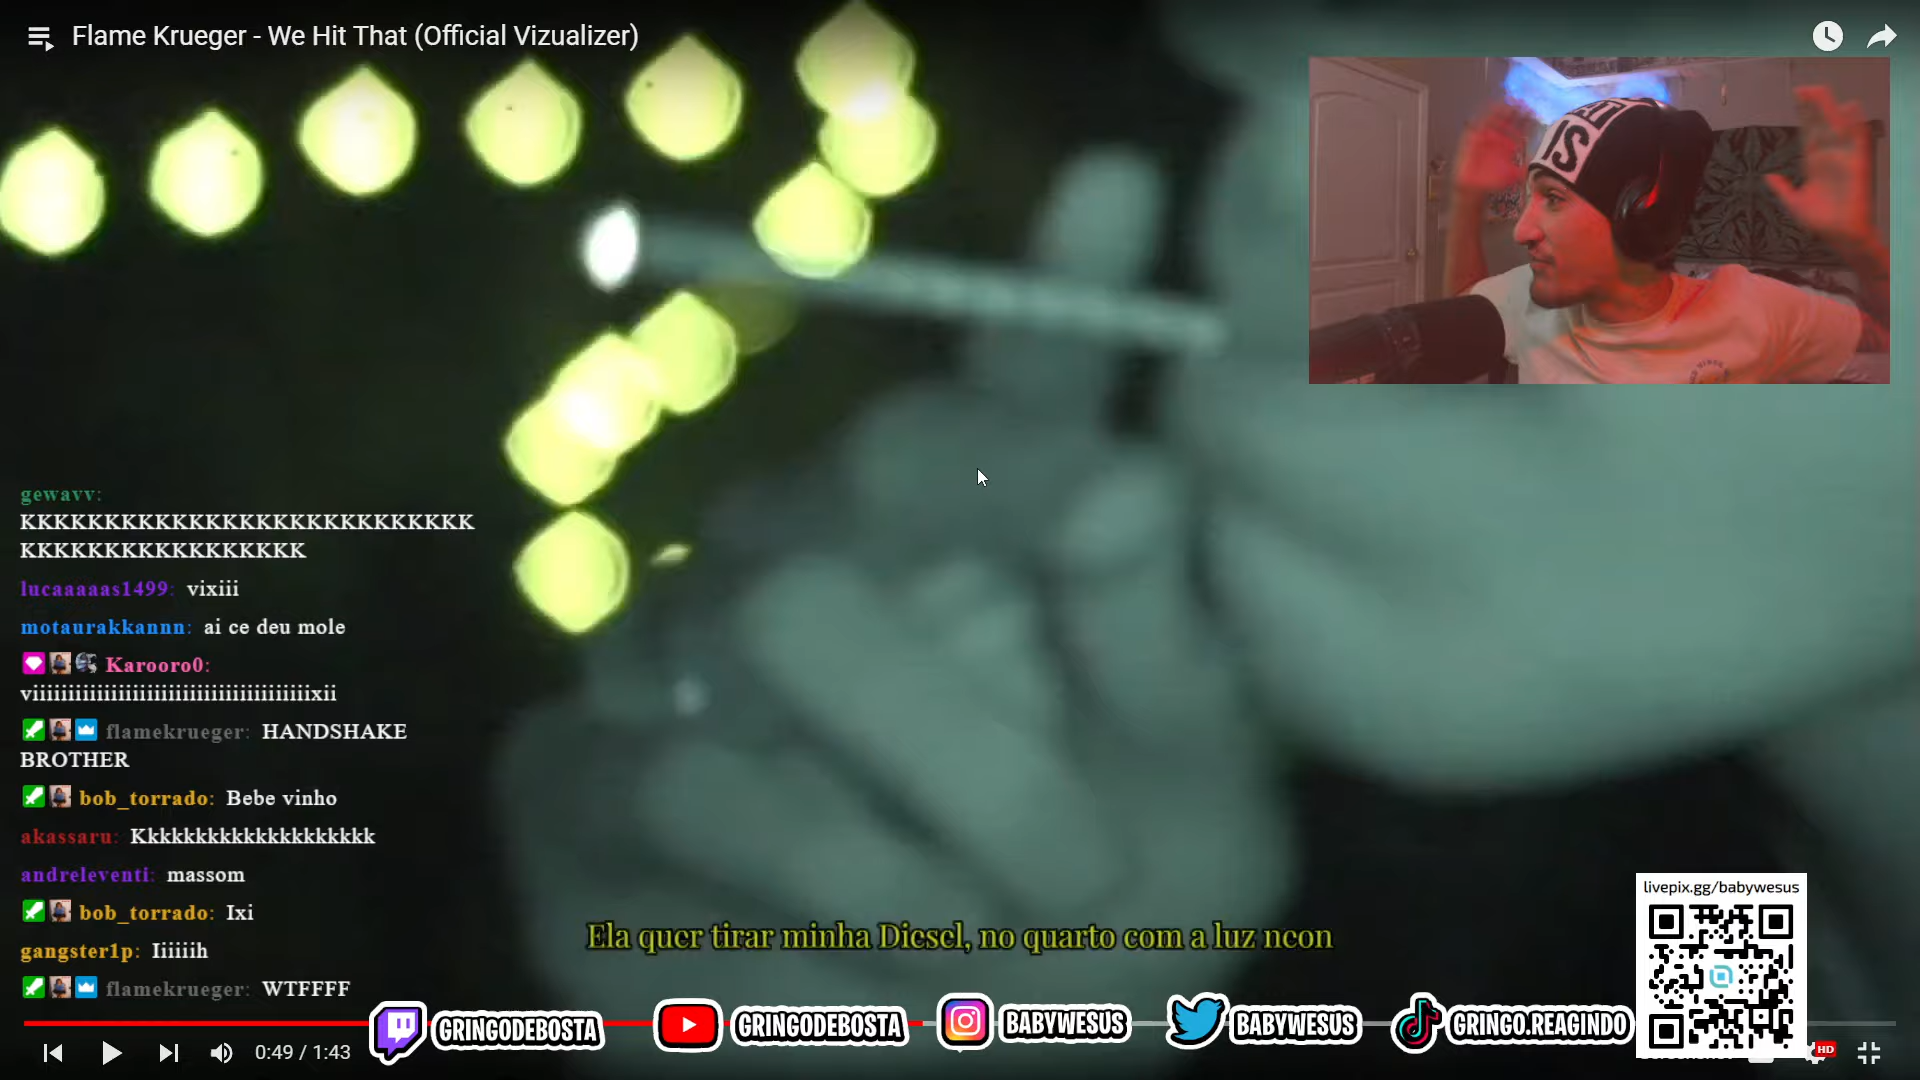 Flame Krueger - We Hit That (Official Vizualizer)
IS
gewavv:
KKKKKKKKKKKKKKKKKKKKKKKKKKK
KKKKKKKKKKKKKKKKK
lucaaaaas1499: vixiii
motaurakkannn: ai ce deu mole
Karooro0:
viiiiiiiiiiiiiiiiiiiiiiiiiiiiiiiiiiiiiixii
flamekrueger: HANDSHAKE
BROTHER
bob_torrado: Bebe vinho
akassaru: Kkkkkkkkkkkkkkkkkkk
andreleventi: massom
bob_torrado: Ixi
gangster1p: Iiiiiih
flamekrueger: WTFFFF
Ela quer tirar minha Diesel, no quarto com a luz neon
livepix.gg/babywesus
GRINGODEBOSTA
GRINGODEBOSTA
BABYWESUS
BABYWESUS
GRINGO.REAGINDO
0:49 / 1:43
HD